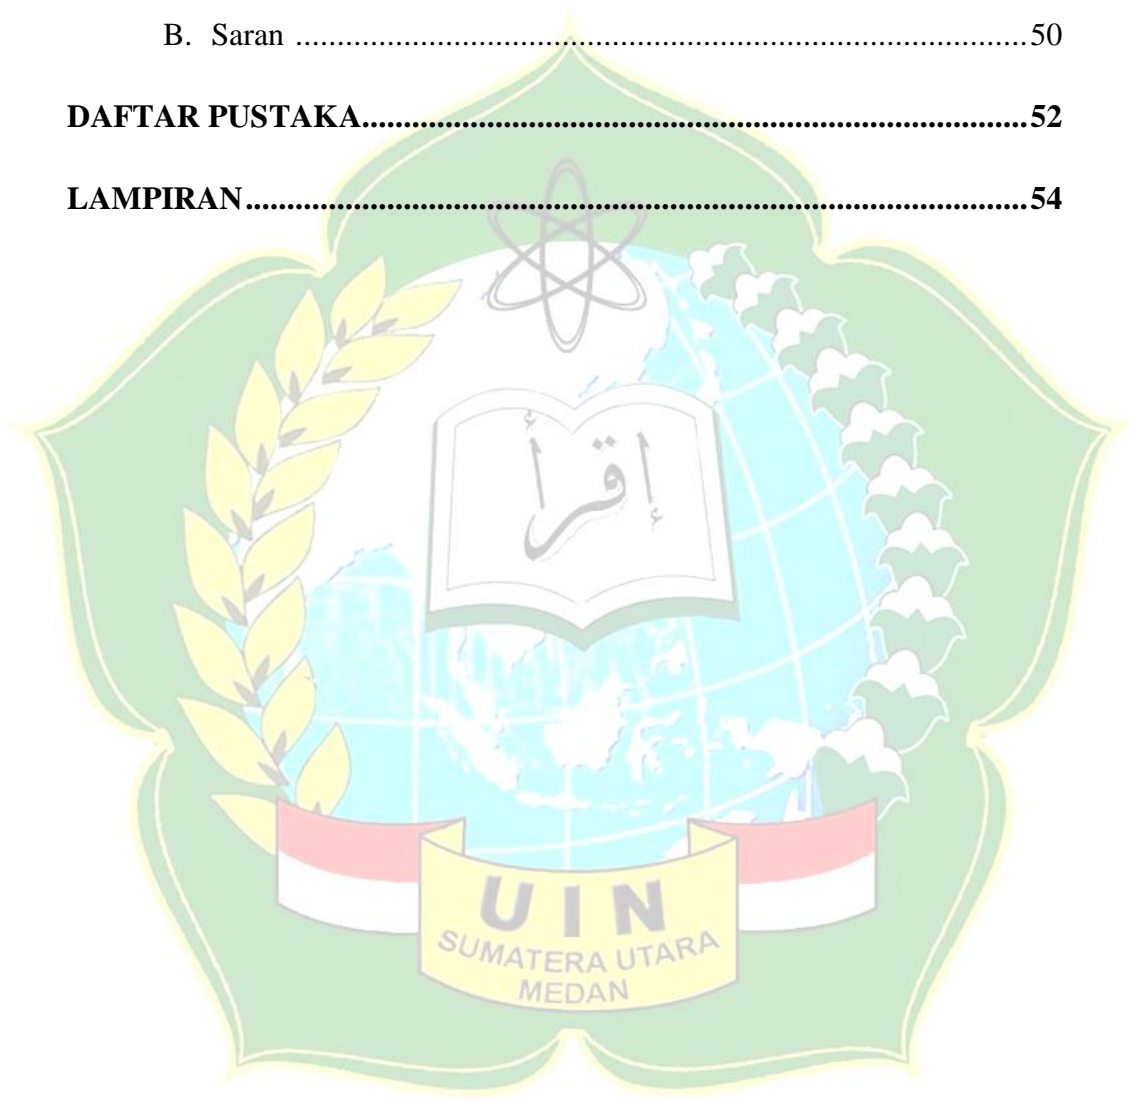 B. Saran ........................................................................................50
DAFTAR PUSTAKA................................................................................52
LAMPIRAN..............................................................................................54
إقرأ
UIN
SUMATERA UTARA
MEDAN